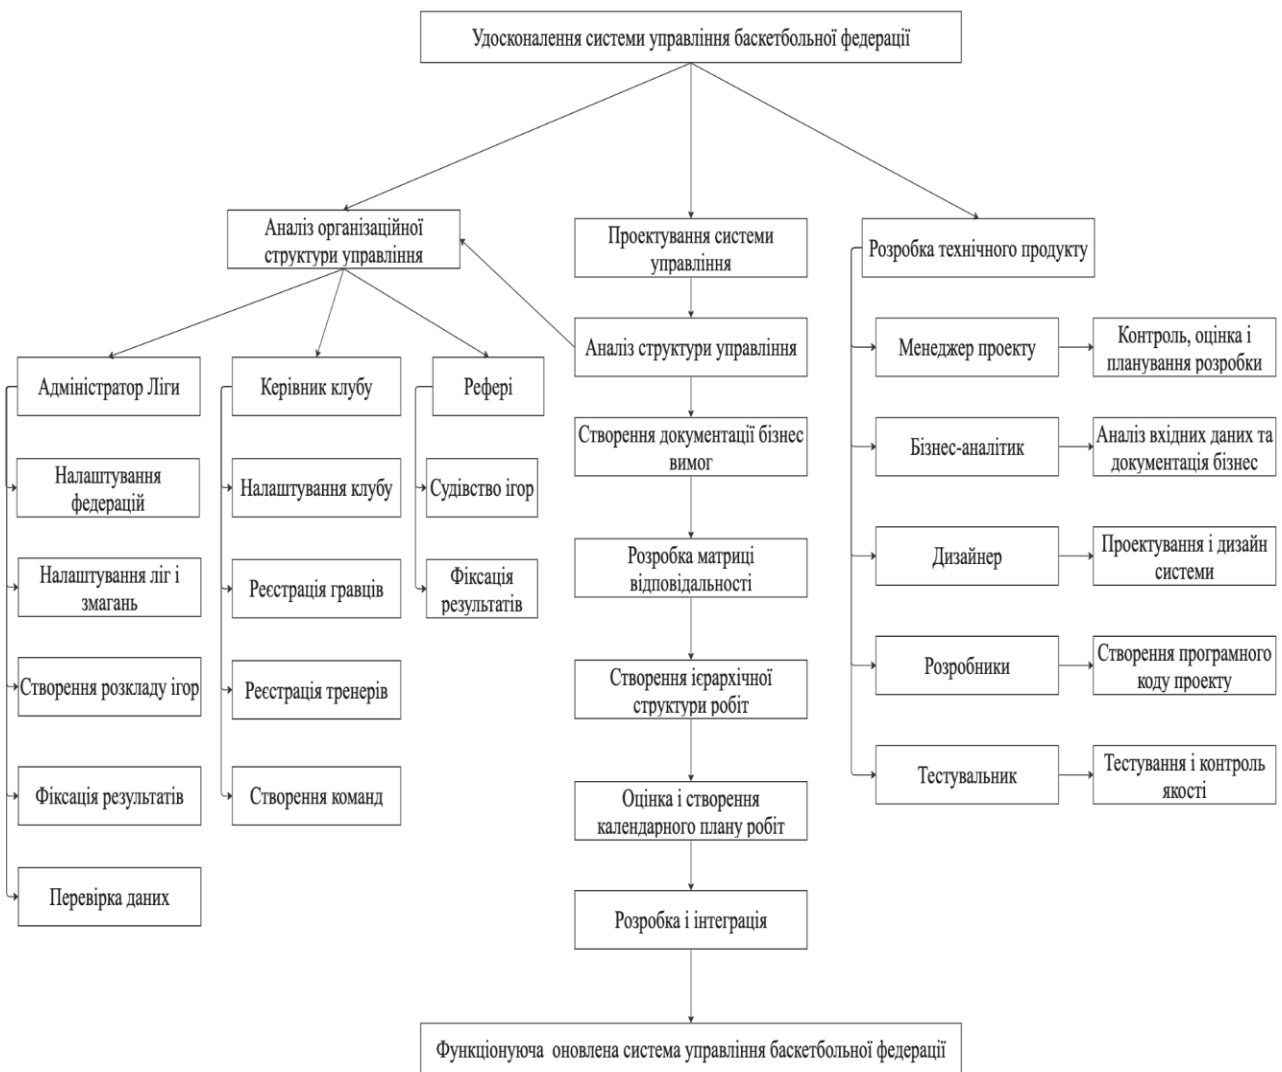 Удосконалення системи управління баскетбольної федерації
Аналіз організаційної
структури управління
Адміністратор Ліги
Налаштування
федерацій
Налаштування ліг і
змагань
Створення розкладу ігор
Фіксація результатів
Перевірка даних
Керівник клубу
Налаштування клубу
Реєстрація гравців
Реєстрація тренерів
Створення команд
Рефері
Судівство ігор
Фіксація
результатів
Проектування системи
управління
Аналіз структури управління
Створення документації бізнес
вимог
Розробка матриці
відповідальності
Створення ієрархічної
структури робіт
Оцінка і створення
календарного плану робіт
Розробка і інтеграція
Розробка технічного продукту
Менеджер проекту
Контроль, оцінка і
планування розробки
Бізнес-аналітик
Аналіз вхідних даних та
документація бізнес
Дизайнер
Проектування і дизайн
системи
Розробники
Створення програмного
коду проекту
Тестувальник
Тестування і контроль
якості
Функціонуюча оновлена система управління баскетбольної федерації